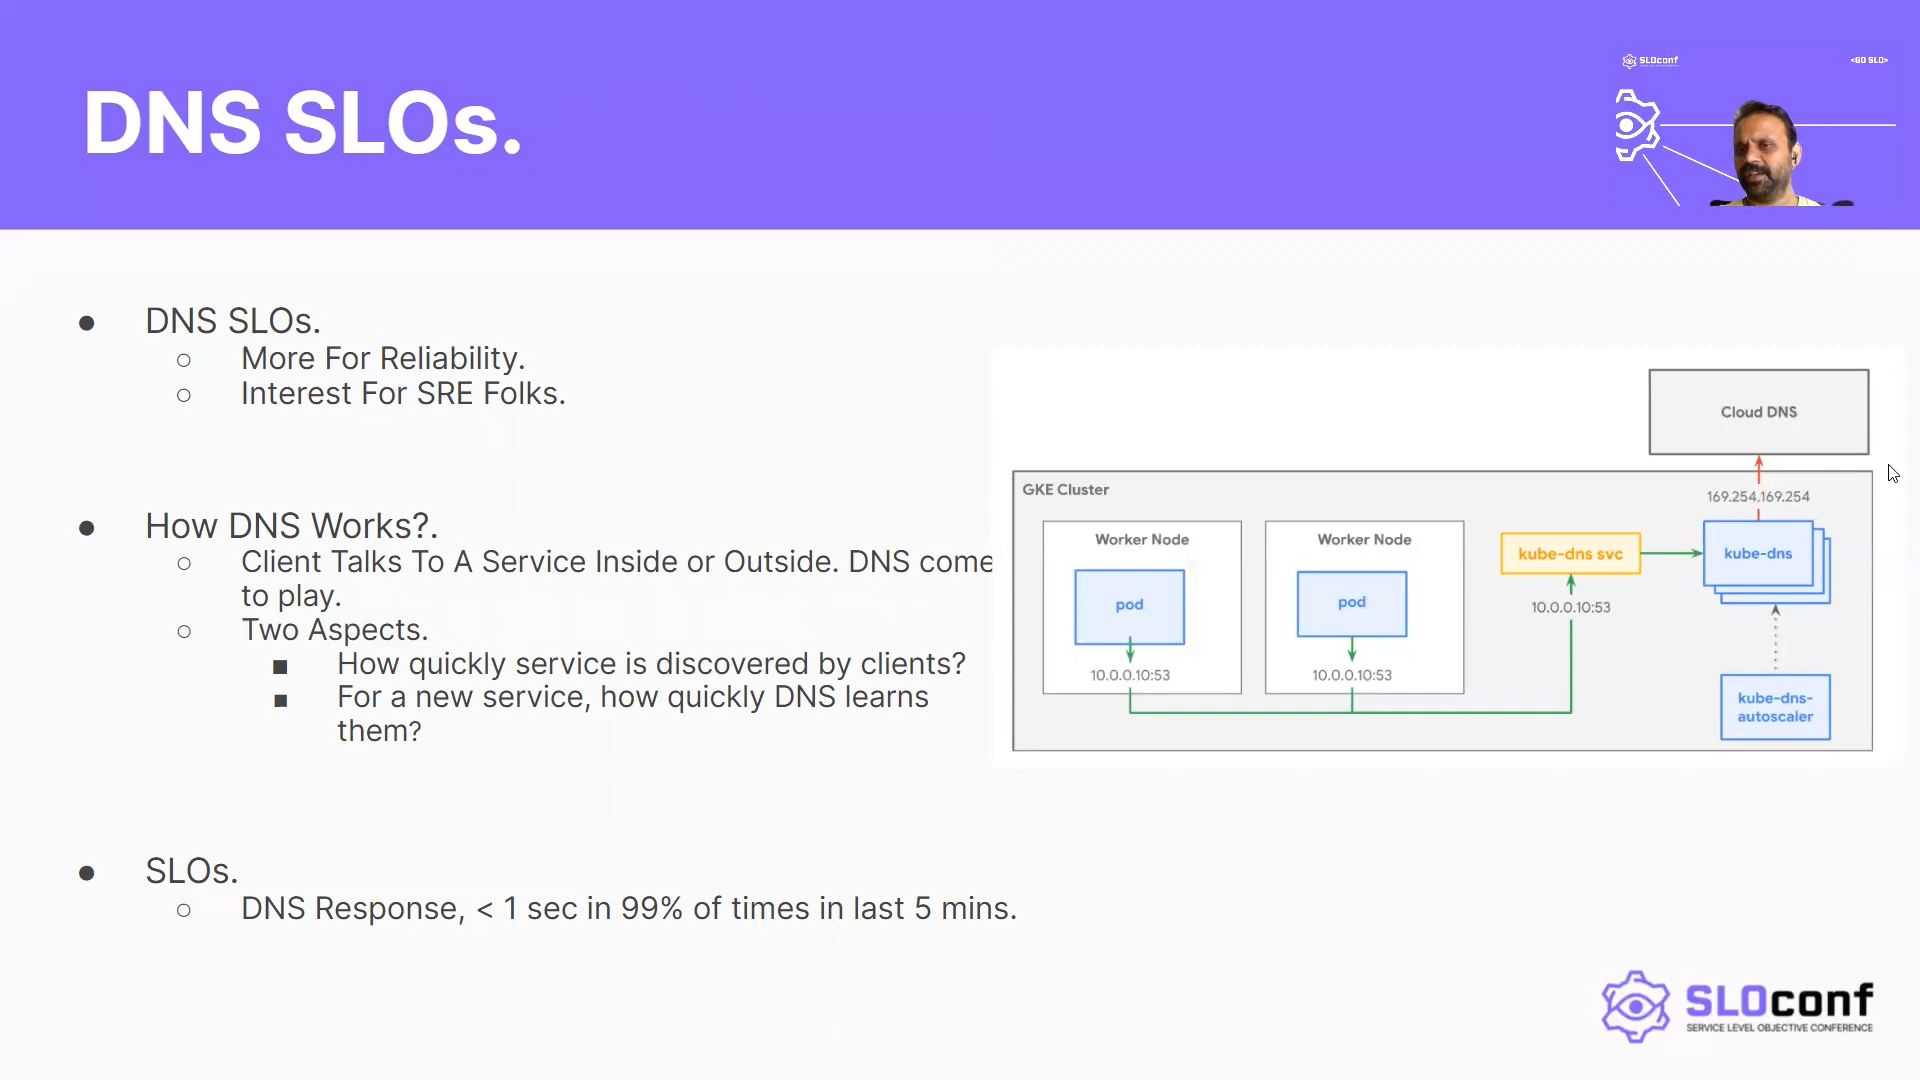 DNS SLOs.
SLOconf
<GO SLO>
● DNS SLOs.
○ More For Reliability.
○ Interest For SRE Folks.
● How DNS Works?.
○ Client Talks To A Service Inside or Outside. DNS come
to play.
○ Two Aspects.
■ How quickly service is discovered by clients?
■ For a new service, how quickly DNS learns
them?
● SLOs.
○ DNS Response, < 1 sec in 99% of times in last 5 mins.
Cloud DNS
GKE Cluster
169.254.169.254
Worker Node
Worker Node
kube-dns svc
kube-dns
pod
pod
10.0.0.10:53
10.0.0.10:53
10.0.0.10:53
kube-dns-
autoscaler
SLOconf
SERVICE LEVEL OBJECTIVE CONFERENCE